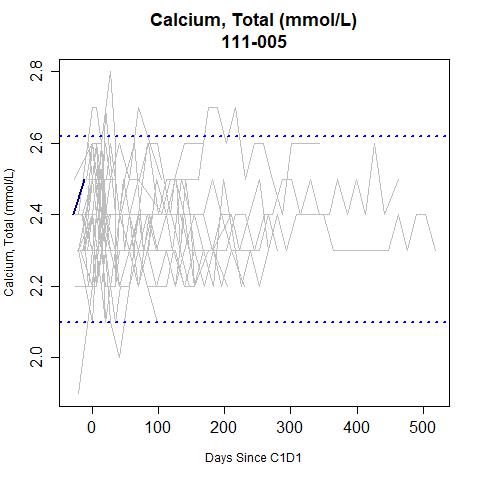 Calcium, Total (mmol/L)
111-005
Calcium, Total (mmol/L)
2.8
2.6
2.4
2.2
2.0
0 100 200 300 400 500
Days Since C1D1